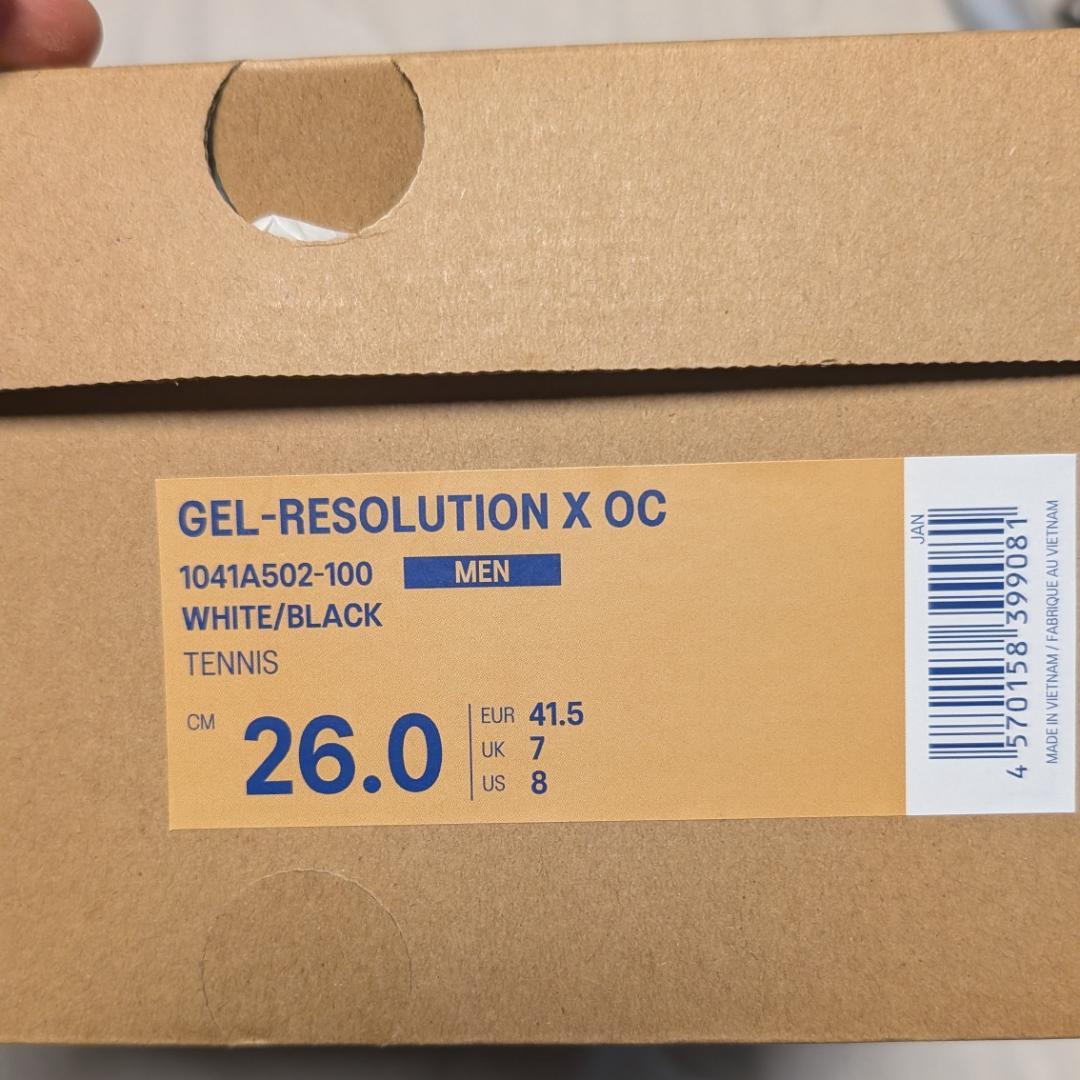 GEL-RESOLUTION X OC
1041A502-100 MEN
WHITE/BLACK
TENNIS
CM 26.0
EUR 41.5
UK 7
US 8
JAN
4 570158 399081
MADE IN VIETNAM / FABRIQUE AU VIETNAM